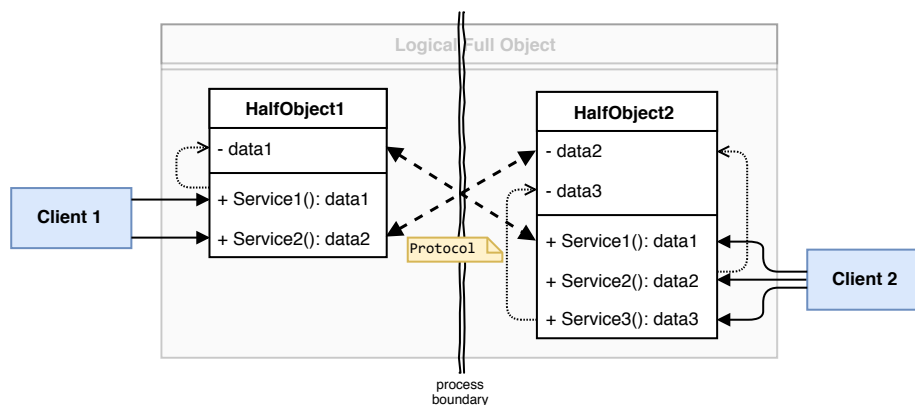 Logical Full Object
HalfObject1
- data1
+ Service1(): data1
+ Service2(): data2
HalfObject2
- data2
- data3
+ Service1(): data1
+ Service2(): data2
+ Service3(): data3
Client 1
Protocol
Client 2
process
boundary